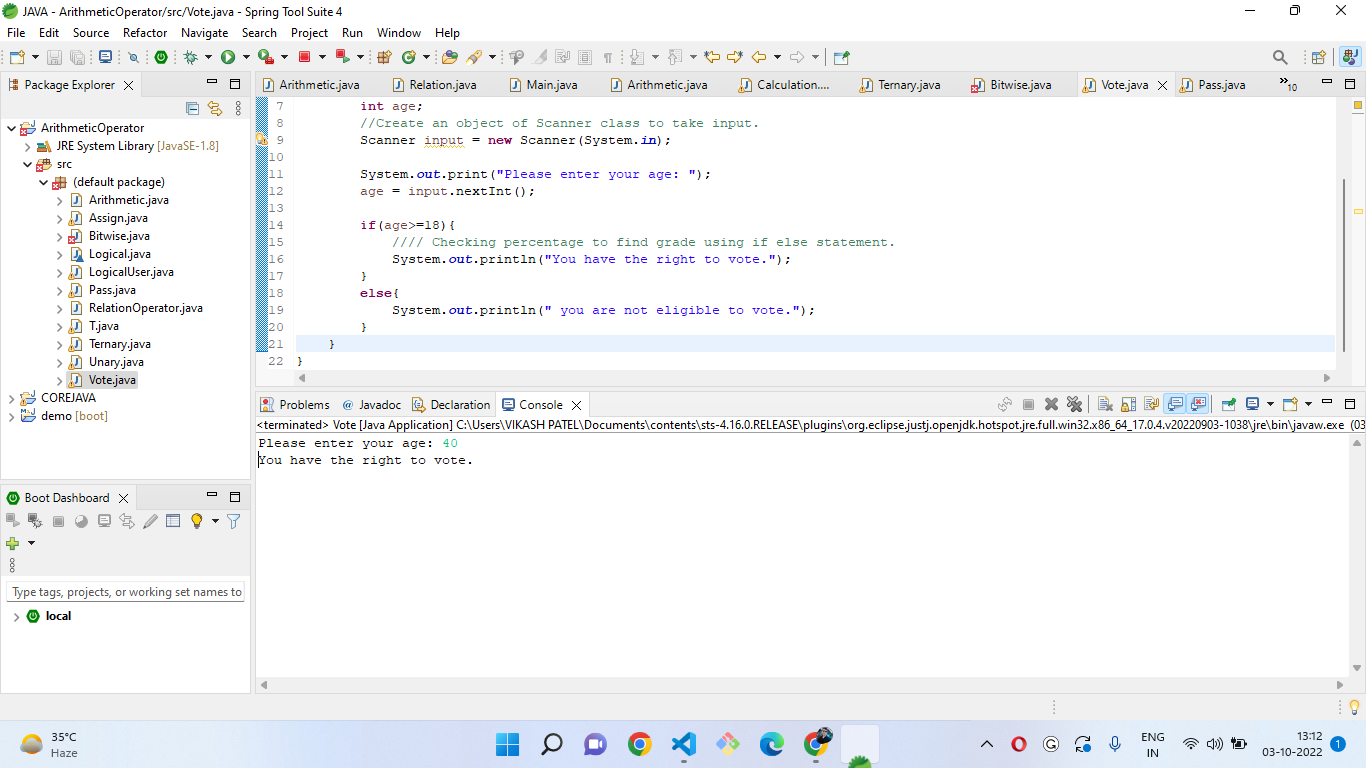 JAVA - ArithmeticOperator/src/Vote.java - Spring Tool Suite 4
File Edit Source Refactor Navigate Search Project Run Window Help
Package Explorer
ArithmeticOperator
JRE System Library [JavaSE-1.8]
src
(default package)
Arithmetic.java
Assign.java
Bitwise.java
Logical.java
LogicalUser.java
Pass.java
RelationOperator.java
T.java
Ternary.java
Unary.java
Vote.java
COREJAVA
demo [boot]
Boot Dashboard
Type tags, projects, or working set names to
local
Arithmetic.java Relation.java Main.java Arithmetic.java Calculation.... Ternary.java Bitwise.java Vote.java Pass.java »10
7 int age;
8 //Create an object of Scanner class to take input.
9 Scanner input = new Scanner(System.in);
10
11 System.out.print("Please enter your age: ");
12 age = input.nextInt();
13
14 if(age>=18){
15 //// Checking percentage to find grade using if else statement.
16 System.out.println("You have the right to vote.");
17 }
18 else{
19 System.out.println(" you are not eligible to vote.");
20 }
21 }
22 }
Problems @ Javadoc Declaration Console
<terminated> Vote [Java Application] C:\Users\VIKASH PATEL\Documents\contents\sts-4.16.0.RELEASE\plugins\org.eclipse.justj.openjdk.hotspot.jre.full.win32.x86_64_17.0.4.v20220903-1038\jre\bin\javaw.exe (03
Please enter your age: 40
You have the right to vote.
35°C
Haze
ENG
IN
13:12
03-10-2022
1